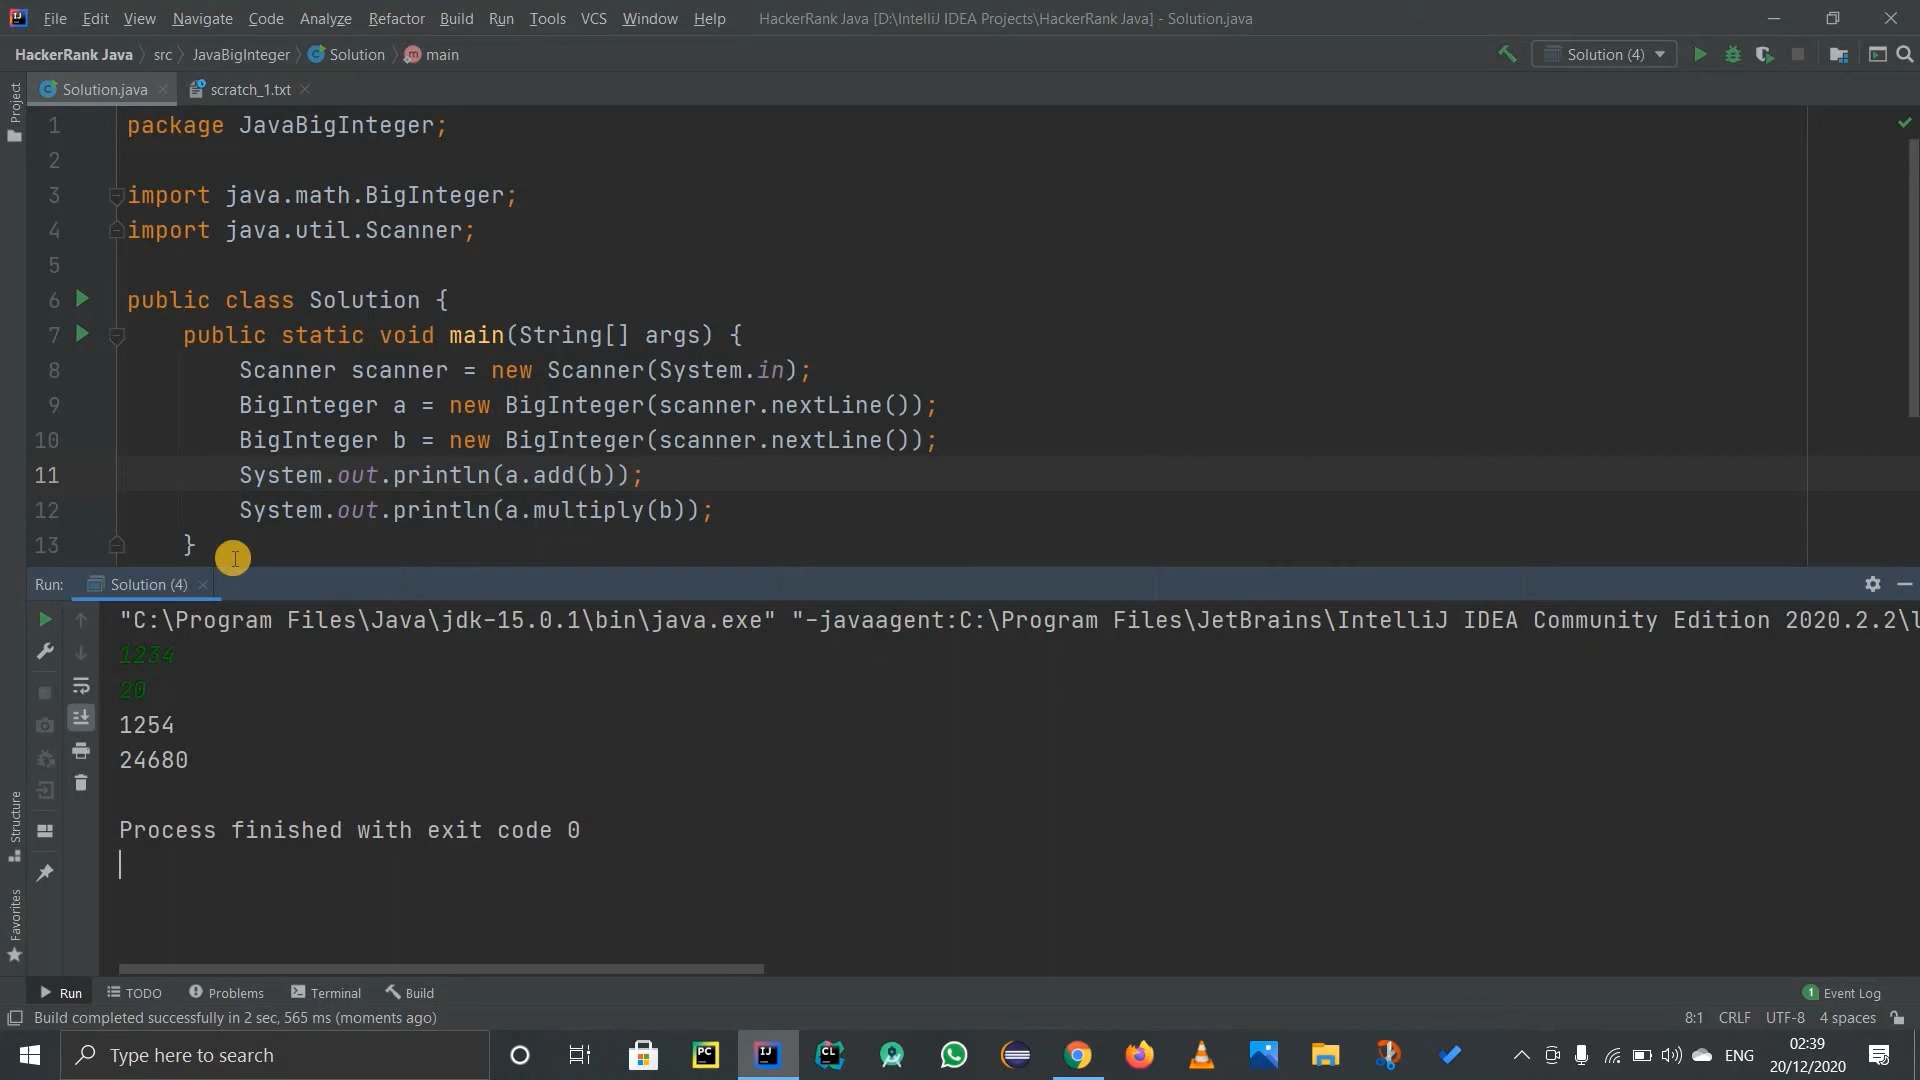 File Edit View Navigate Code Analyze Refactor Build Run Tools VCS Window Help HackerRank Java [D:\IntelliJ IDEA Projects\HackerRank Java] - Solution.java
HackerRank Java src JavaBigInteger Solution m main Solution (4)
Solution.java scratch_1.txt
Project
1 package JavaBigInteger;
2
3 import java.math.BigInteger;
4 import java.util.Scanner;
5
6 public class Solution {
7 public static void main(String[] args) {
8 Scanner scanner = new Scanner(System.in);
9 BigInteger a = new BigInteger(scanner.nextLine());
10 BigInteger b = new BigInteger(scanner.nextLine());
11 System.out.println(a.add(b));
12 System.out.println(a.multiply(b));
13 }
Run: Solution (4)
"C:\Program Files\Java\jdk-15.0.1\bin\java.exe" "-javaagent:C:\Program Files\JetBrains\IntelliJ IDEA Community Edition 2020.2.2\l
1234
20
1254
24680
Process finished with exit code 0
Structure
Favorites
Run TODO Problems Terminal Build 1 Event Log
Build completed successfully in 2 sec, 565 ms (moments ago) 8:1 CRLF UTF-8 4 spaces
Type here to search PC IJ CL ENG 02:39
20/12/2020